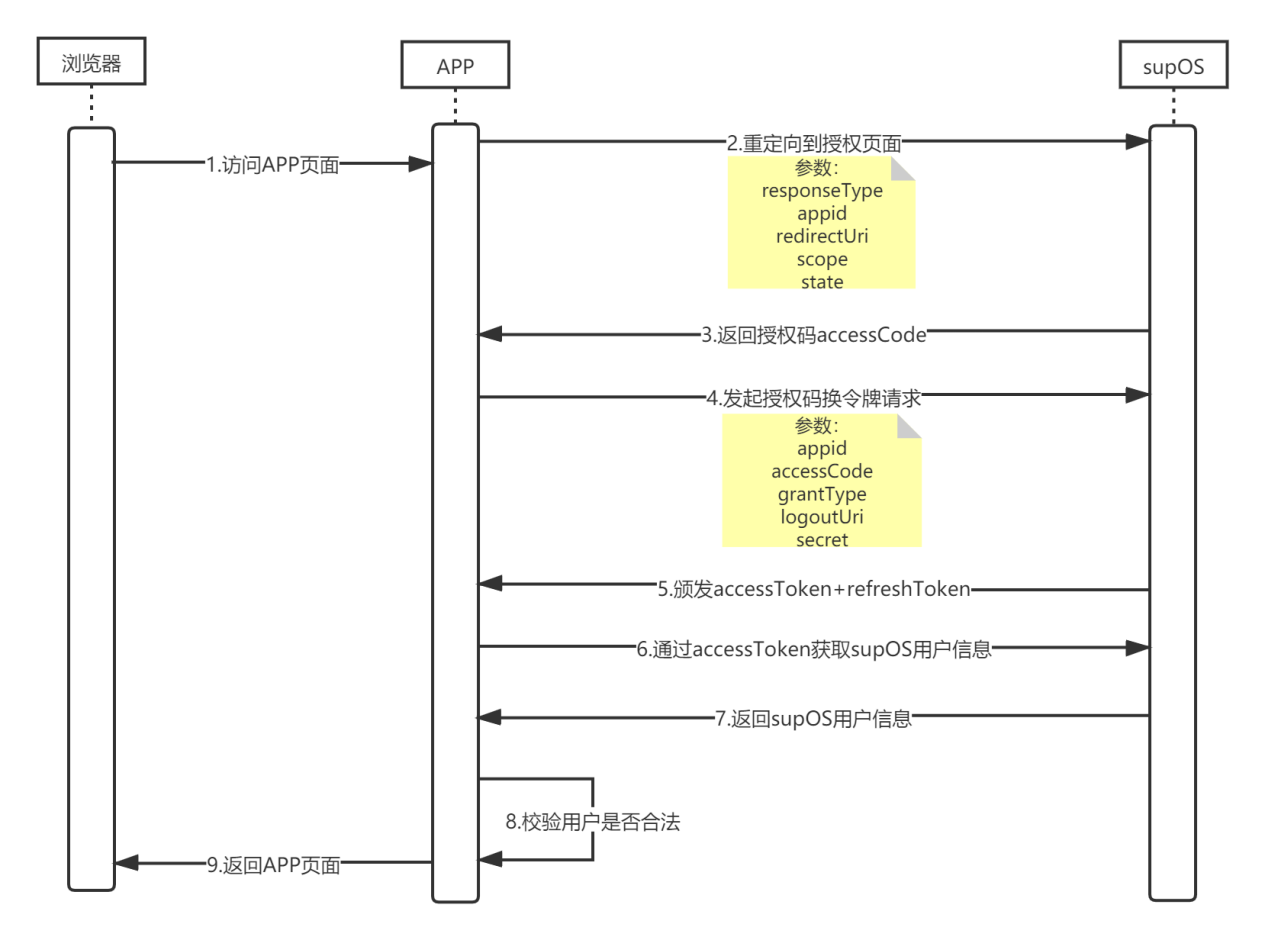 浏览器
APP
supOS
1.访问APP页面
2.重定向到授权页面
参数:
responseType
appid
redirectUri
scope
state
3.返回授权码accessCode
4.发起授权码换令牌请求
参数:
appid
accessCode
grantType
logoutUri
secret
5.颁发accessToken+refreshToken
6.通过accessToken获取supOS用户信息
7.返回supOS用户信息
8.校验用户是否合法
9.返回APP页面